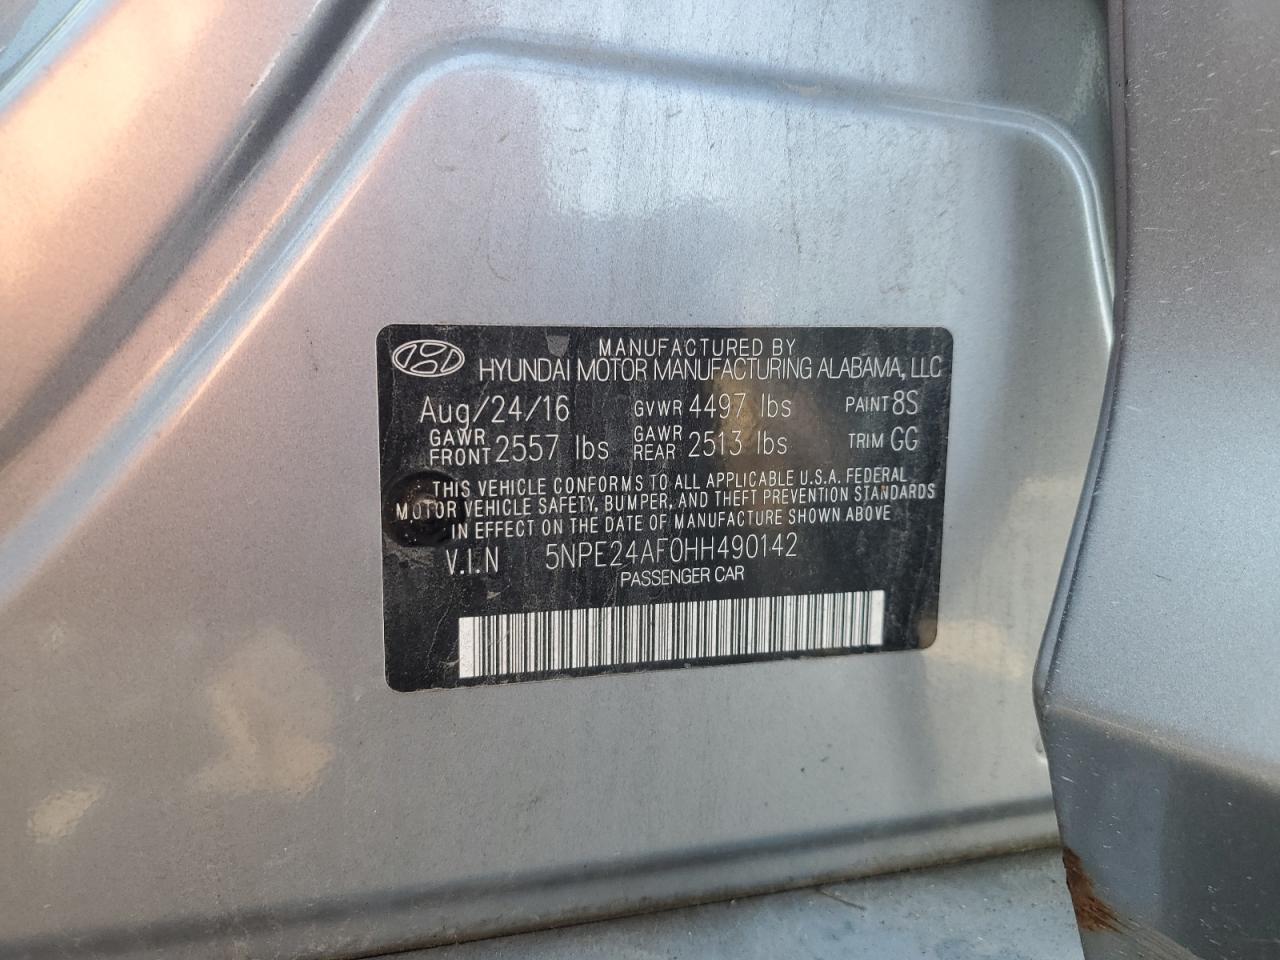 MANUFACTURED BY
HYUNDAI MOTOR MANUFACTURING ALABAMA, LLC
Aug/24/16 GVWR 4497 lbs PAINT 8S
GAWR FRONT 2557 lbs GAWR REAR 2513 lbs TRIM GG
THIS VEHICLE CONFORMS TO ALL APPLICABLE U.S.A. FEDERAL
MOTOR VEHICLE SAFETY, BUMPER, AND THEFT PREVENTION STANDARDS
IN EFFECT ON THE DATE OF MANUFACTURE SHOWN ABOVE
V.I.N 5NPE24AF0HH490142
PASSENGER CAR